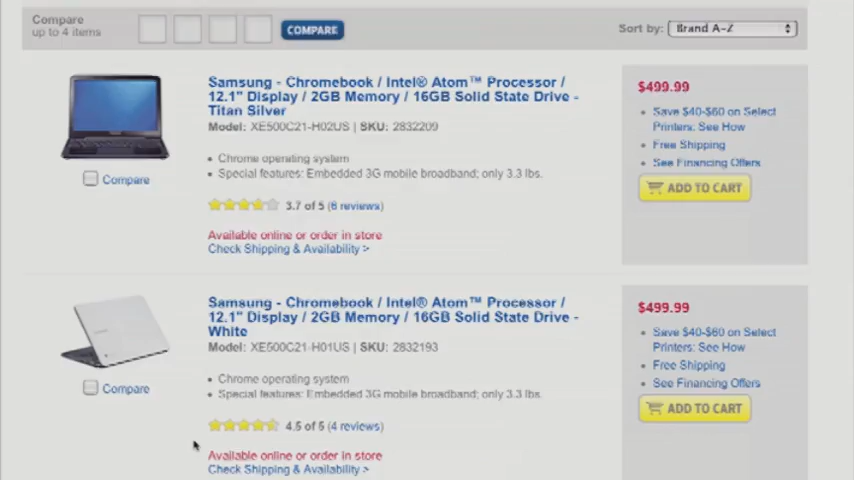 Compare
up to 4 items
COMPARE
Sort by: Brand A-Z
Samsung - Chromebook / Intel® Atom™ Processor /
12.1" Display / 2GB Memory / 16GB Solid State Drive -
Titan Silver
Model: XE500C21-H02US | SKU: 2832209
Chrome operating system
Special features: Embedded 3G mobile broadband; only 3.3 lbs.
3.7 of 5 (6 reviews)
Available online or order in store
Check Shipping & Availability >
Compare
$499.99
Save $40-$60 on Select
Printers: See How
Free Shipping
See Financing Offers
ADD TO CART
Samsung - Chromebook / Intel® Atom™ Processor /
12.1" Display / 2GB Memory / 16GB Solid State Drive -
White
Model: XE500C21-H01US | SKU: 2832193
Chrome operating system
Special features: Embedded 3G mobile broadband; only 3.3 lbs.
4.5 of 5 (4 reviews)
Available online or order in store
Check Shipping & Availability >
Compare
$499.99
Save $40-$60 on Select
Printers: See How
Free Shipping
See Financing Offers
ADD TO CART